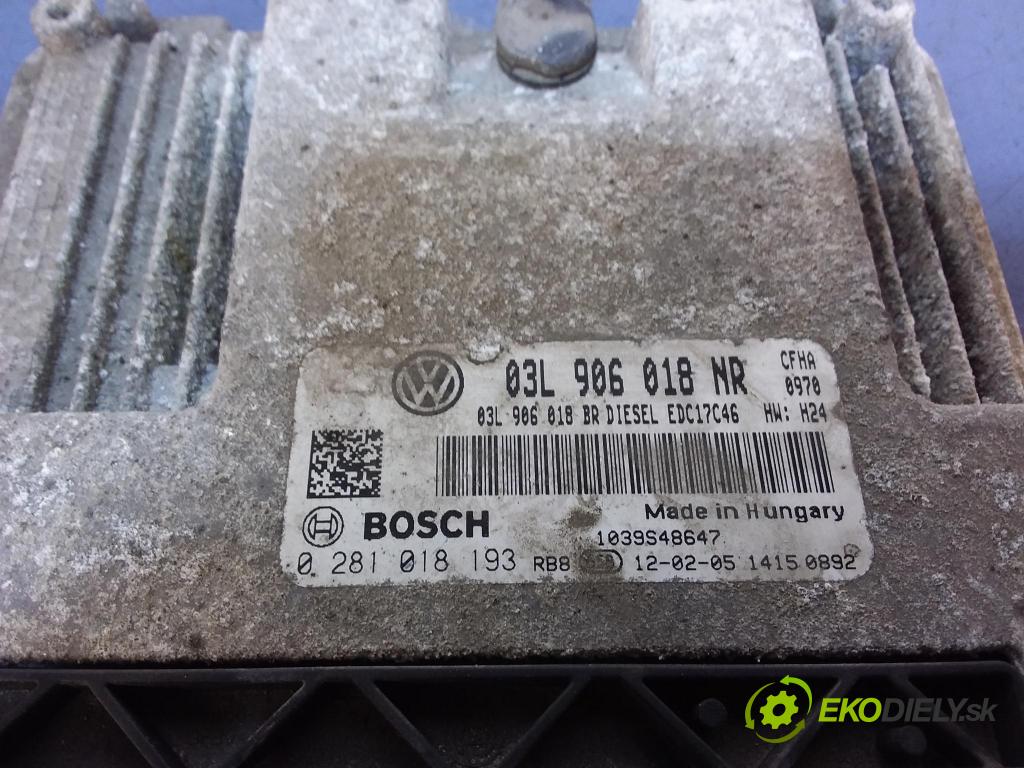 03L 906 018 NR
CFHA
0970
03L 906 018 BR DIESEL EDC17C46 HW: H24
Made in Hungary
BOSCH
1039S48647
0 281 018 193 RB8 12-02-05 1415 0892
EKODIELY.sk